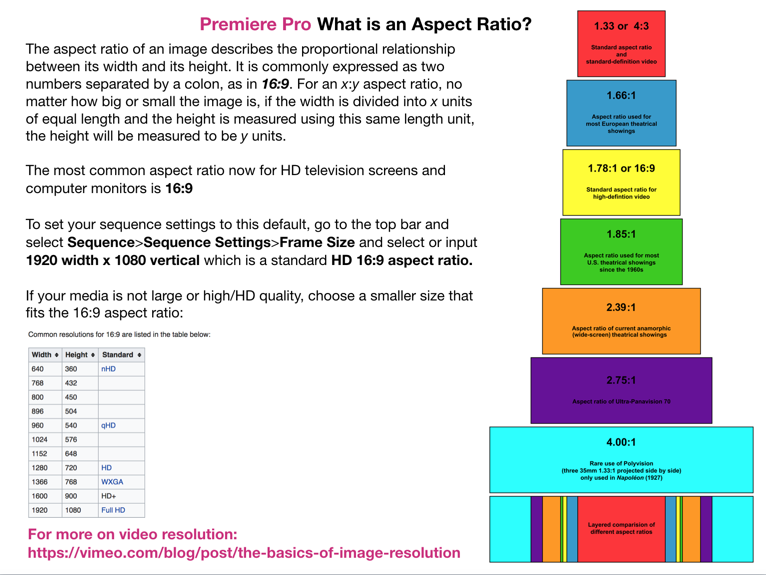 Premiere Pro What is an Aspect Ratio?
The aspect ratio of an image describes the proportional relationship
between its width and its height. It is commonly expressed as two
numbers separated by a colon, as in 16:9. For an x:y aspect ratio, no
matter how big or small the image is, if the width is divided into x units
of equal length and the height is measured using this same length unit,
the height will be measured to be y units.
The most common aspect ratio now for HD television screens and
computer monitors is 16:9
To set your sequence settings to this default, go to the top bar and
select Sequence>Sequence Settings>Frame Size and select or input
1920 width x 1080 vertical which is a standard HD 16:9 aspect ratio.
If your media is not large or high/HD quality, choose a smaller size that
fits the 16:9 aspect ratio:
Common resolutions for 16:9 are listed in the table below:
Width Height Standard
640 360 nHD
768 432
800 450
896 504
960 540 qHD
1024 576
1152 648
1280 720 HD
1366 768 WXGA
1600 900 HD+
1920 1080 Full HD
For more on video resolution:
https://vimeo.com/blog/post/the-basics-of-image-resolution
1.33 or 4:3
Standard aspect ratio
and
standard-definition video
1.66:1
Aspect ratio used for
most European theatrical
showings
1.78:1 or 16:9
Standard aspect ratio for
high-defintion video
1.85:1
Aspect ratio used for most
U.S. theatrical showings
since the 1960s
2.39:1
Aspect ratio of current anamorphic
(wide-screen) theatrical showings
2.75:1
Aspect ratio of Ultra-Panavision 70
4.00:1
Rare use of Polyvision
(three 35mm 1.33:1 projected side by side)
only used in Napoléon (1927)
Layered comparision of
different aspect ratios